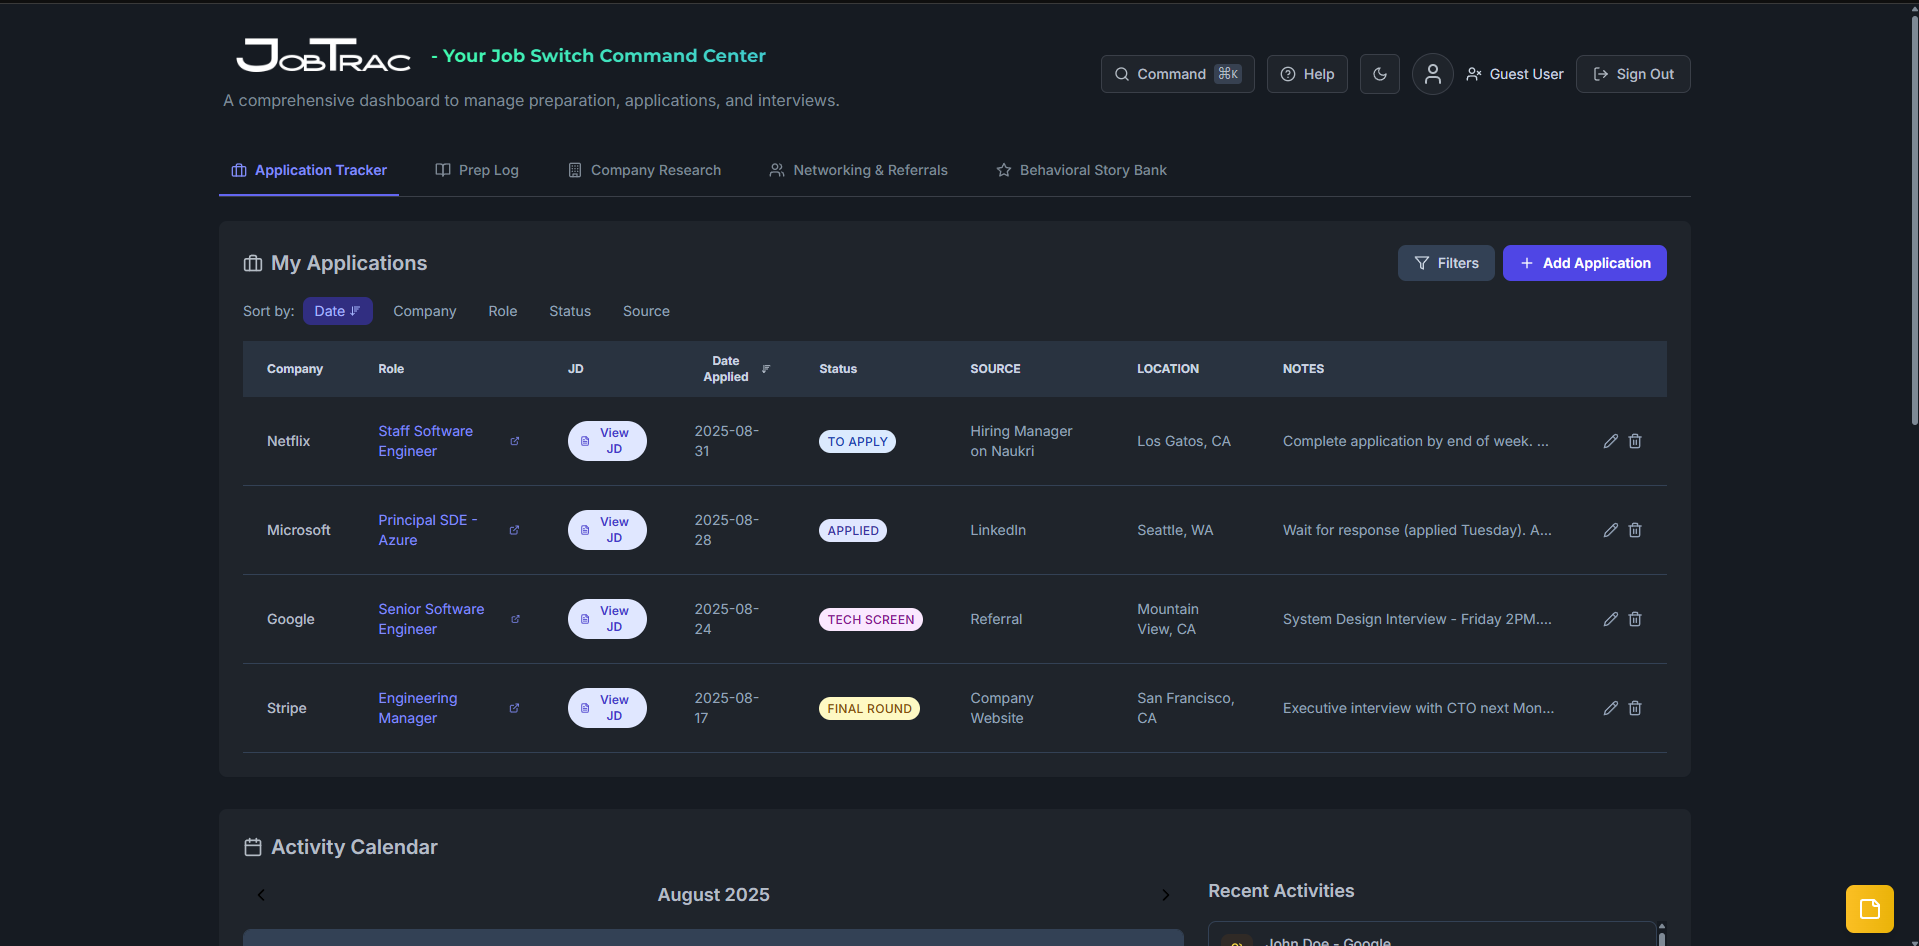 JobTrac - Your Job Switch Command Center
A comprehensive dashboard to manage preparation, applications, and interviews.
Command ⌘K Help Guest User Sign Out
Application Tracker Prep Log Company Research Networking & Referrals Behavioral Story Bank
My Applications
Filters + Add Application
Sort by: Date Company Role Status Source
Company Role JD Date Applied Status SOURCE LOCATION NOTES
Netflix
Staff Software
Engineer
View
JD
2025-08-
31
TO APPLY
Hiring Manager
on Naukri
Los Gatos, CA
Complete application by end of week. ...
Microsoft
Principal SDE -
Azure
View
JD
2025-08-
28
APPLIED
LinkedIn
Seattle, WA
Wait for response (applied Tuesday). A...
Google
Senior Software
Engineer
View
JD
2025-08-
24
TECH SCREEN
Referral
Mountain
View, CA
System Design Interview - Friday 2PM....
Stripe
Engineering
Manager
View
JD
2025-08-
17
FINAL ROUND
Company
Website
San Francisco,
CA
Executive interview with CTO next Mon...
Activity Calendar
August 2025
Recent Activities
John Doe - Google